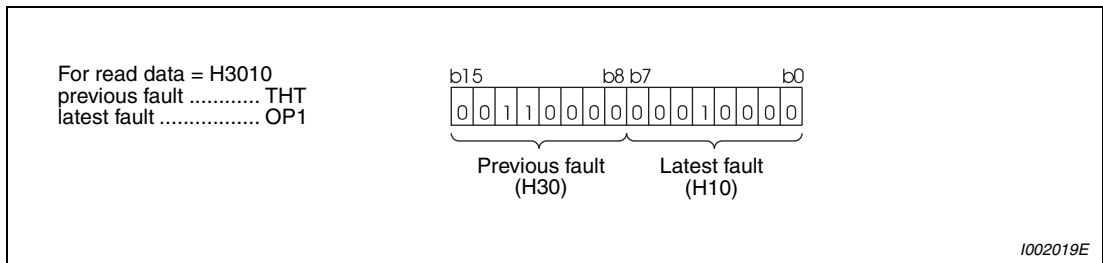 For read data = H3010
previous fault ............ THT
latest fault ................. OP1
b15 b8 b7 b0
0 0 1 1 0 0 0 0 0 0 0 1 0 0 0 0
Previous fault Latest fault
(H30) (H10)
I002019E